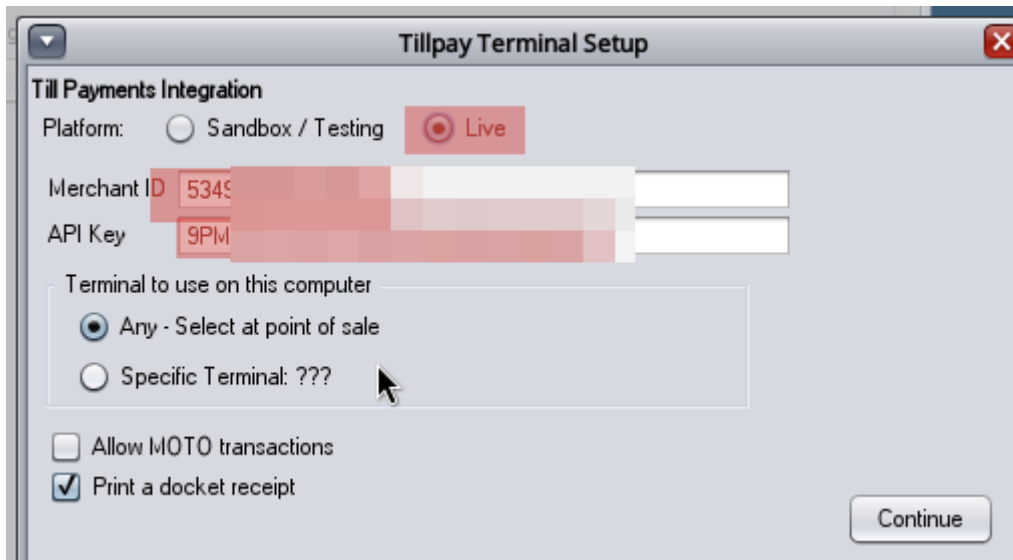 Tillpay Terminal Setup
Till Payments Integration
Platform: Sandbox / Testing Live
Merchant ID 5349
API Key 9PM
Terminal to use on this computer
Any - Select at point of sale
Specific Terminal: ???
Allow MOTO transactions
Print a docket receipt
Continue